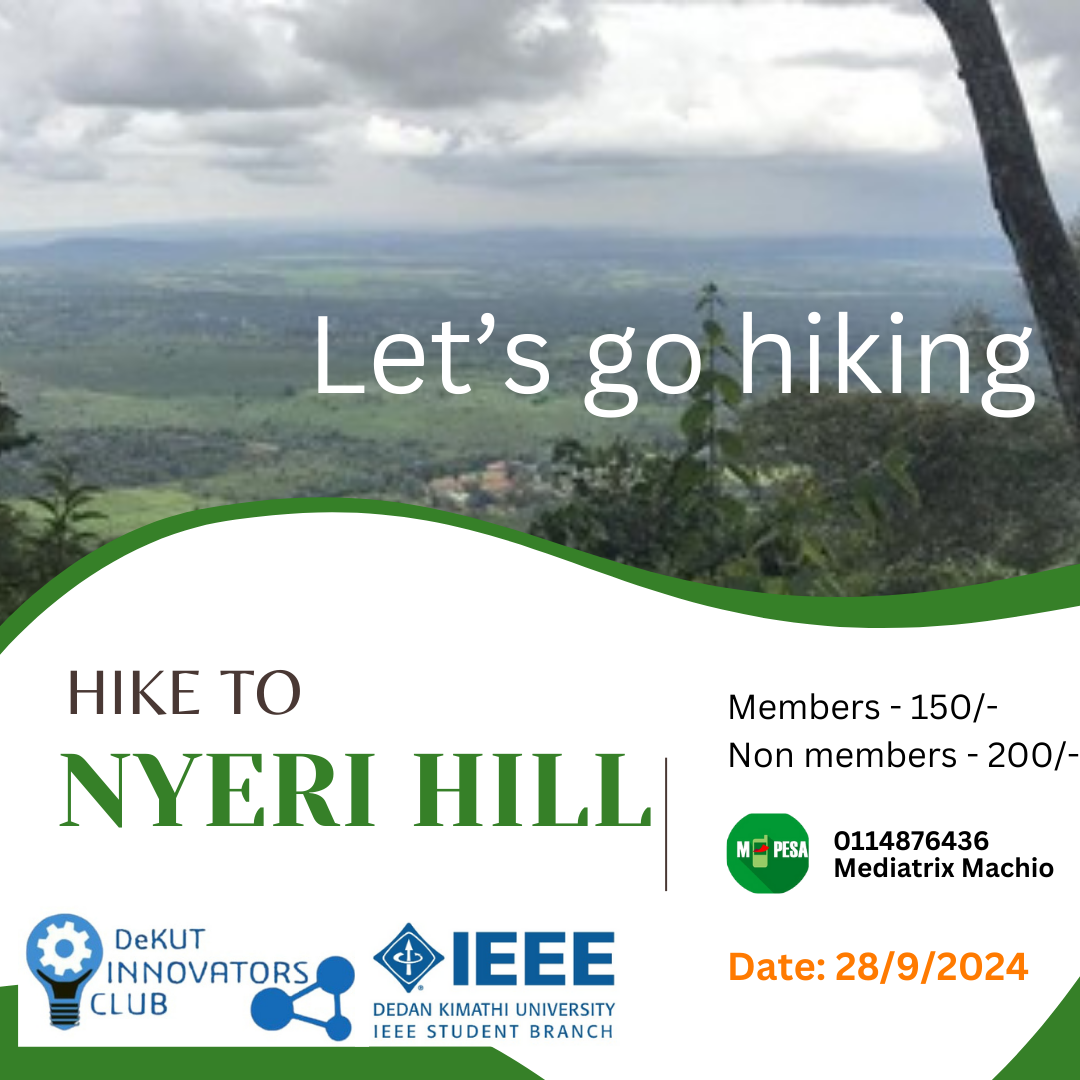 Let's go hiking
HIKE TO
NYERI HILL
Members - 150/-
Non members - 200/-
M PESA
0114876436
Mediatrix Machio
Date: 28/9/2024
DeKUT
INNOVATORS
CLUB
IEEE
DEDAN KIMATHI UNIVERSITY
IEEE STUDENT BRANCH